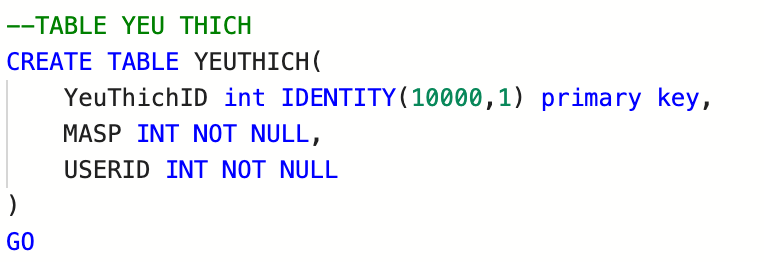 --TABLE YEU THICH
CREATE TABLE YEUTHICH(
    YeuThichID int IDENTITY(10000,1) primary key,
    MASP INT NOT NULL,
    USERID INT NOT NULL
)
GO